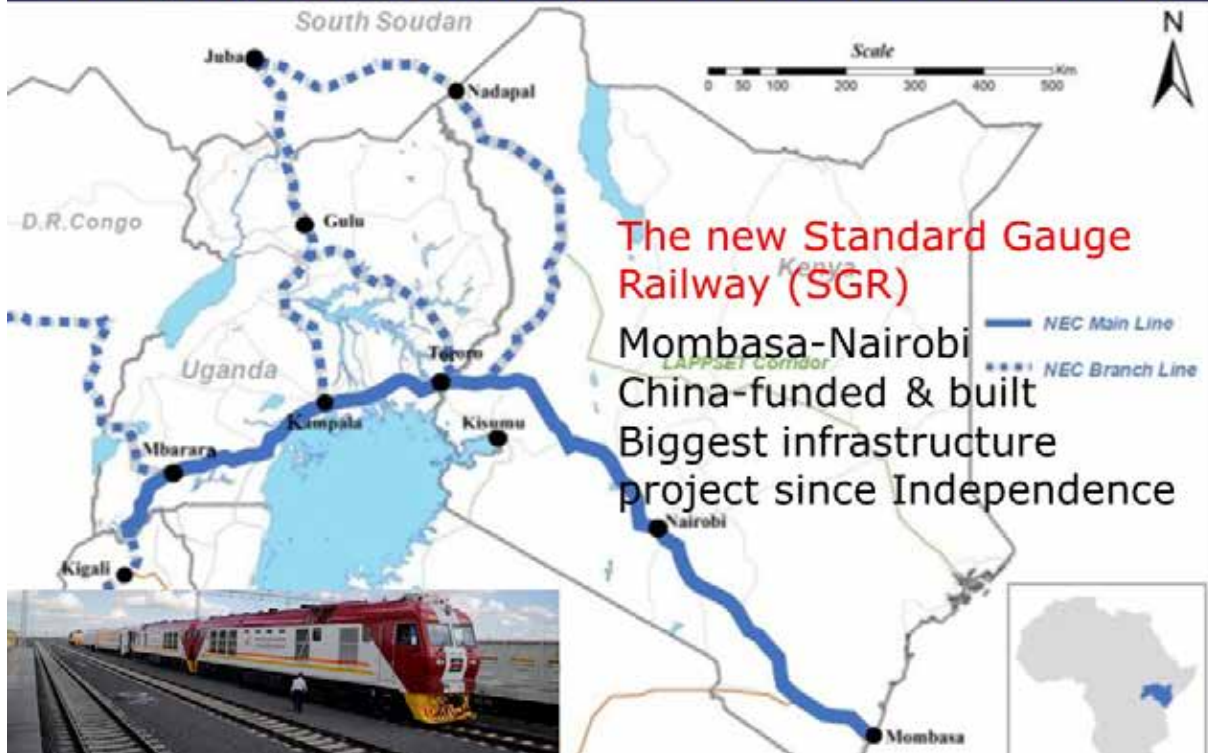 South Soudan
Juba
Nadapal
Scale
0 50 100 200 300 400 500
Km
N
D.R.Congo
Gulu
The new Standard Gauge
Railway (SGR)
Kenya
Mombasa-Nairobi
LAPPSET Corridor
China-funded & built
Biggest infrastructure
project since Independence
NEC Main Line
NEC Branch Line
Uganda
Tororo
Kampala
Kisumu
Mbarara
Nairobi
Kigali
Mombasa